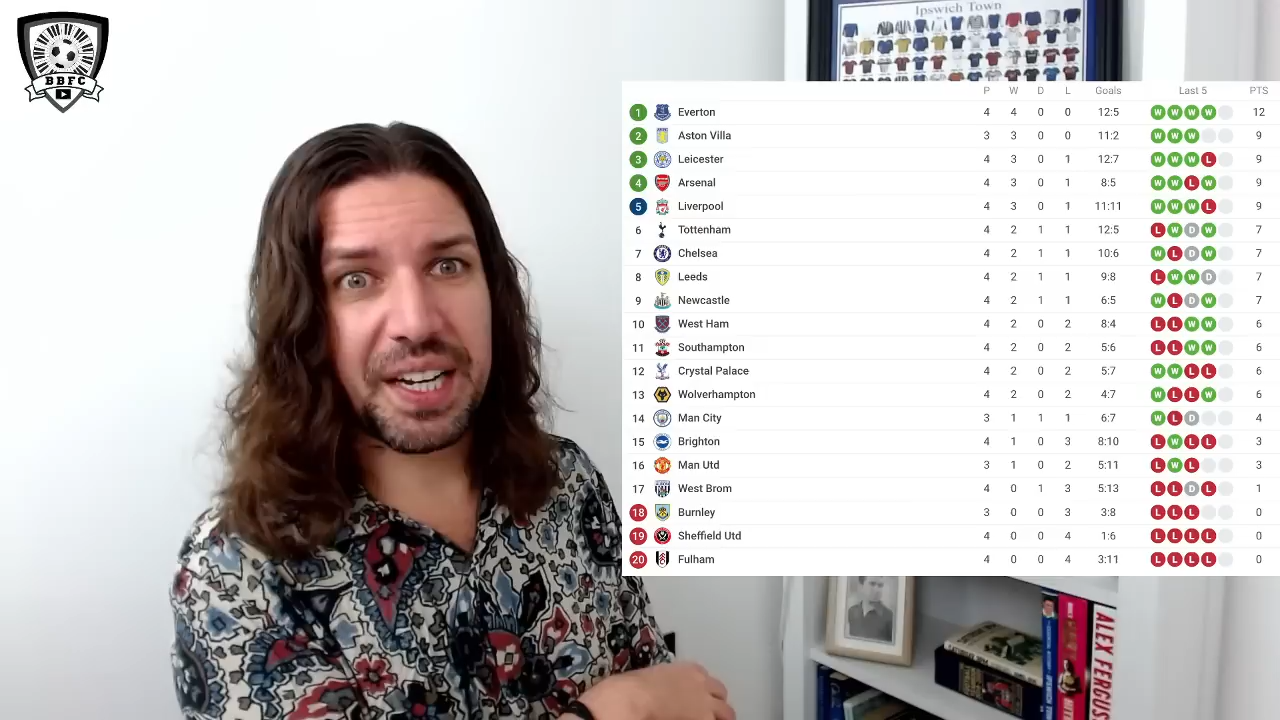 BBFC
Ipswich Town
P W D L Goals Last 5 PTS
1 Everton 4 4 0 0 12:5 W W W W 12
2 Aston Villa 3 3 0 0 11:2 W W W 9
3 Leicester 4 3 0 1 12:7 W W W L 9
4 Arsenal 4 3 0 1 8:5 W W L W 9
5 Liverpool 4 3 0 1 11:11 W W W L 9
6 Tottenham 4 2 1 1 12:5 L W D W 7
7 Chelsea 4 2 1 1 10:6 W L D W 7
8 Leeds 4 2 1 1 9:8 L W W D 7
9 Newcastle 4 2 1 1 6:5 W L D W 7
10 West Ham 4 2 0 2 8:4 L L W W 6
11 Southampton 4 2 0 2 5:6 L L W W 6
12 Crystal Palace 4 2 0 2 5:7 W W L L 6
13 Wolverhampton 4 2 0 2 4:7 W L L W 6
14 Man City 3 1 1 1 6:7 W L D 4
15 Brighton 4 1 0 3 8:10 L W L L 3
16 Man Utd 3 1 0 2 5:11 L W L 3
17 West Brom 4 0 1 3 5:13 L L D L 1
18 Burnley 3 0 0 3 3:8 L L L 0
19 Sheffield Utd 4 0 0 4 1:6 L L L L 0
20 Fulham 4 0 0 4 3:11 L L L L 0
ALEX FERGUS